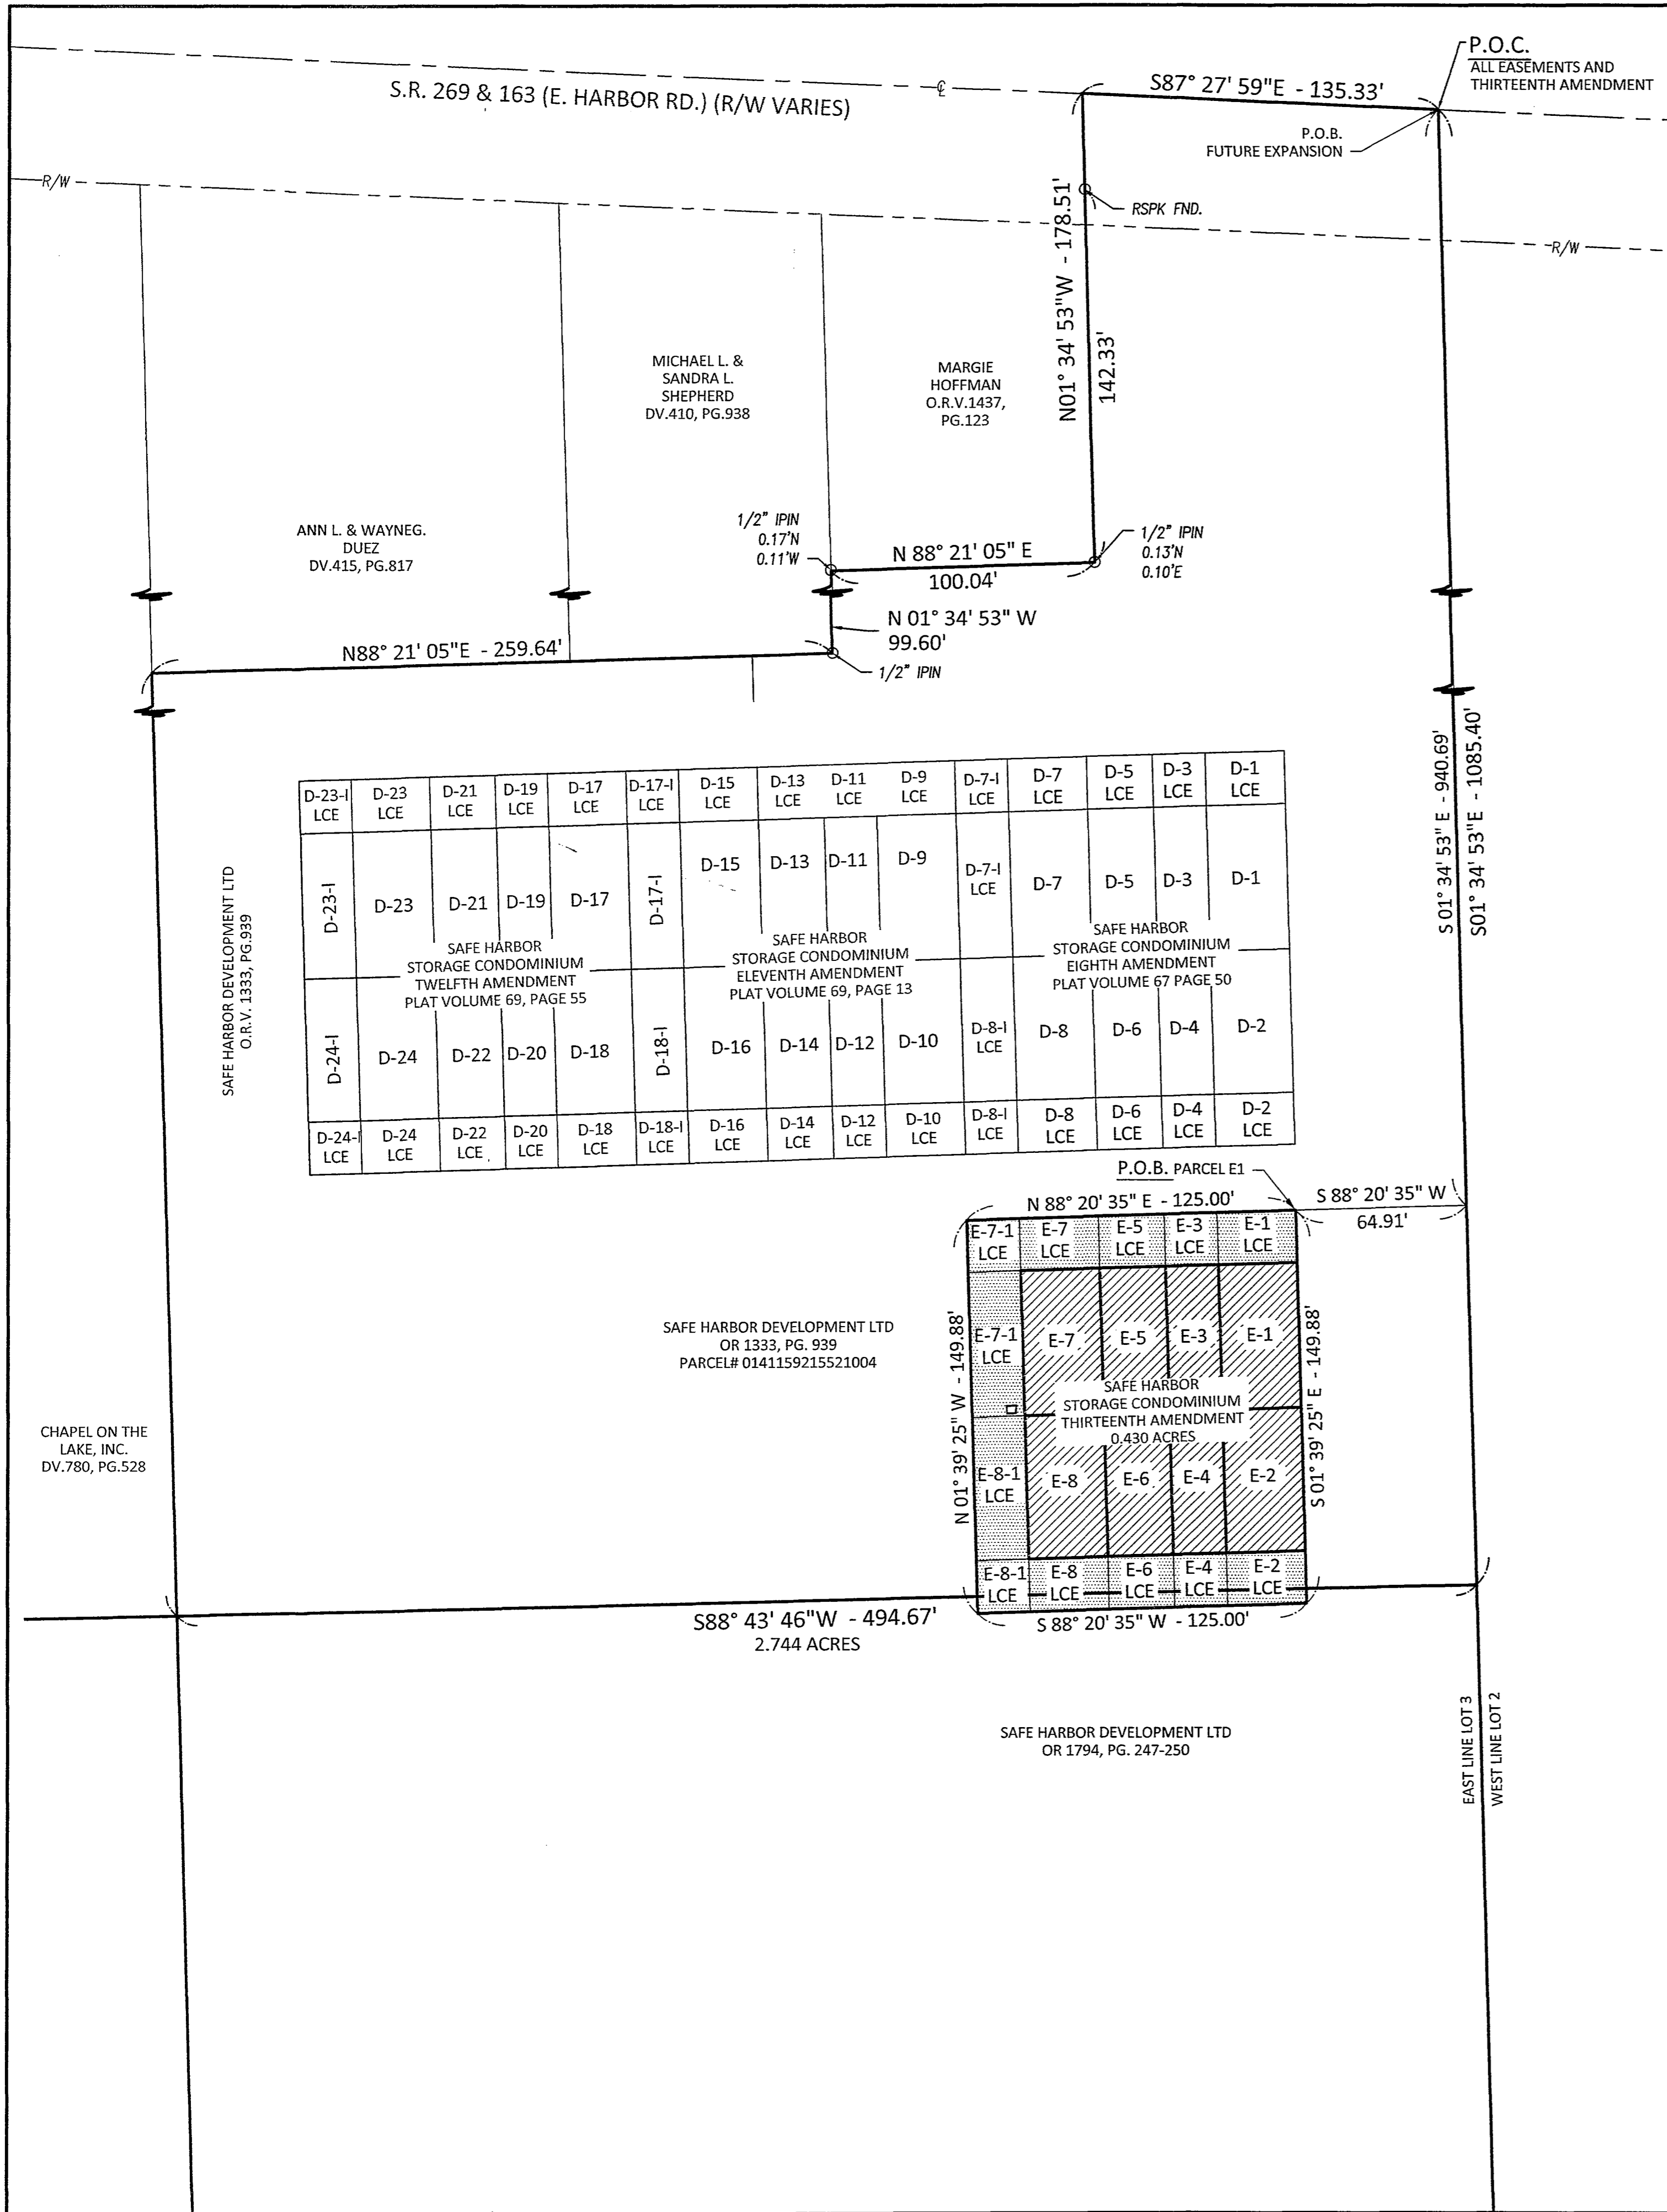 P.O.C.
ALL EASEMENTS AND
THIRTEENTH AMENDMENT
S87° 27' 59"E - 135.33'
S.R. 269 & 163 (E. HARBOR RD.) (R/W VARIES)
P.O.B.
FUTURE EXPANSION
R/W
RSPK FND.
R/W
N01° 34' 53"W - 178.51'
142.33'
MICHAEL L. &
SANDRA L.
SHEPHERD
DV.410, PG.938
MARGIE
HOFFMAN
O.R.V.1437,
PG.123
ANN L. & WAYNEG.
DUEZ
DV.415, PG.817
1/2" IPIN
0.17'N
0.11'W
N 88° 21' 05" E
100.04'
1/2" IPIN
0.13'N
0.10'E
N 01° 34' 53" W
99.60'
N88° 21' 05"E - 259.64'
1/2" IPIN
S 01° 34' 53" E - 940.69'
S01° 34' 53"E - 1085.40'
D-23-I D-23 D-21 D-19 D-17 D-17-I D-15 D-13 D-11 D-9 D-7-I D-7 D-5 D-3 D-1
LCE LCE LCE LCE LCE LCE LCE LCE LCE LCE LCE LCE LCE LCE LCE
SAFE HARBOR DEVELOPMENT LTD
O.R.V. 1333, PG.939
D-23-I D-23 D-21 D-19 D-17 D-17-I D-15 D-13 D-11 D-9 D-7-I D-7 D-5 D-3 D-1
LCE
SAFE HARBOR
STORAGE CONDOMINIUM
TWELFTH AMENDMENT
PLAT VOLUME 69, PAGE 55
SAFE HARBOR
STORAGE CONDOMINIUM
ELEVENTH AMENDMENT
PLAT VOLUME 69, PAGE 13
SAFE HARBOR
STORAGE CONDOMINIUM
EIGHTH AMENDMENT
PLAT VOLUME 67 PAGE 50
D-24-I D-24 D-22 D-20 D-18 D-18-I D-16 D-14 D-12 D-10 D-8-I D-8 D-6 D-4 D-2
LCE
D-24-I D-24 D-22 D-20 D-18 D-18-I D-16 D-14 D-12 D-10 D-8-I D-8 D-6 D-4 D-2
LCE LCE LCE LCE LCE LCE LCE LCE LCE LCE LCE LCE LCE LCE LCE
P.O.B. PARCEL E1
N 88° 20' 35" E - 125.00'
S 88° 20' 35" W
64.91'
E-7-1 E-7 E-5 E-3 E-1
LCE LCE LCE LCE LCE
SAFE HARBOR DEVELOPMENT LTD
OR 1333, PG. 939
PARCEL# 0141159215521004
N 01° 39' 25" W - 149.88'
E-7-1 E-7 E-5 E-3 E-1
LCE
S 01° 39' 25" E - 149.88'
SAFE HARBOR
STORAGE CONDOMINIUM
THIRTEENTH AMENDMENT
0.430 ACRES
CHAPEL ON THE
LAKE, INC.
DV.780, PG.528
E-8-1 E-8 E-6 E-4 E-2
LCE
E-8-1 E-8 E-6 E-4 E-2
LCE LCE LCE LCE LCE
S88° 43' 46"W - 494.67'
2.744 ACRES
S 88° 20' 35" W - 125.00'
SAFE HARBOR DEVELOPMENT LTD
OR 1794, PG. 247-250
EAST LINE LOT 3
WEST LINE LOT 2